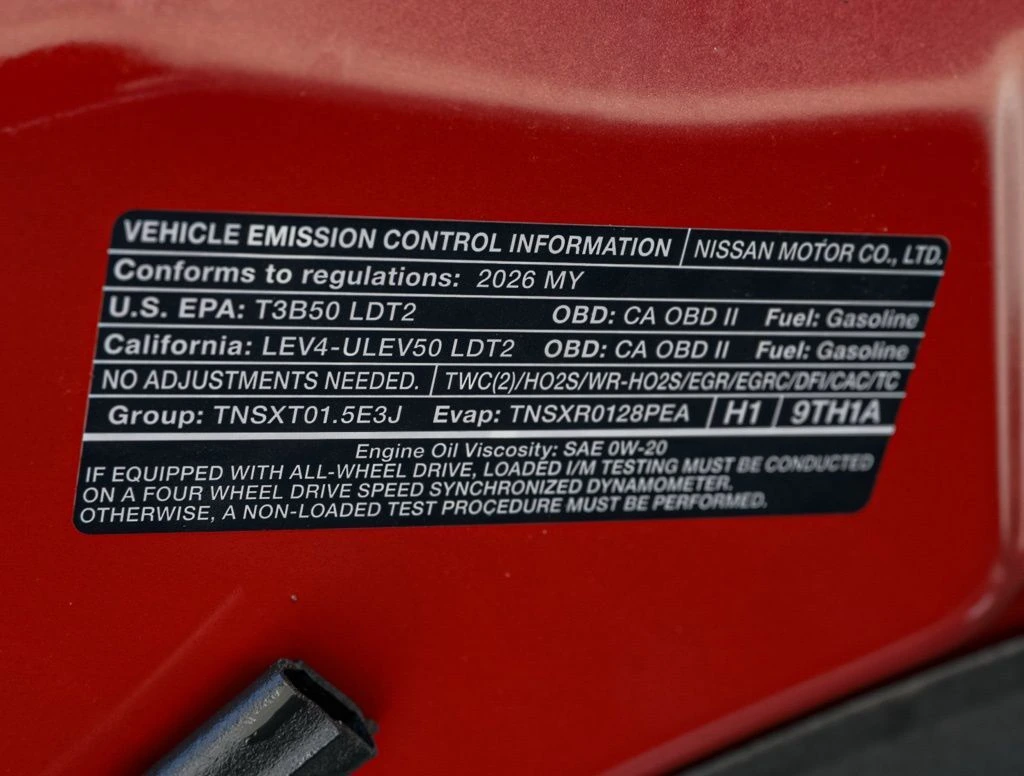 VEHICLE EMISSION CONTROL INFORMATION | NISSAN MOTOR CO., LTD.
Conforms to regulations: 2026 MY
U.S. EPA: T3B50 LDT2 OBD: CA OBD II Fuel: Gasoline
California: LEV4-ULEV50 LDT2 OBD: CA OBD II Fuel: Gasoline
NO ADJUSTMENTS NEEDED. | TWC(2)/HO2S/WR-HO2S/EGR/EGRC/DFI/CAC/TC
Group: TNSXT01.5E3J Evap: TNSXR0128PEA | H1 | 9TH1A
Engine Oil Viscosity: SAE 0W-20
IF EQUIPPED WITH ALL-WHEEL DRIVE, LOADED I/M TESTING MUST BE CONDUCTED
ON A FOUR WHEEL DRIVE SPEED SYNCHRONIZED DYNAMOMETER.
OTHERWISE, A NON-LOADED TEST PROCEDURE MUST BE PERFORMED.